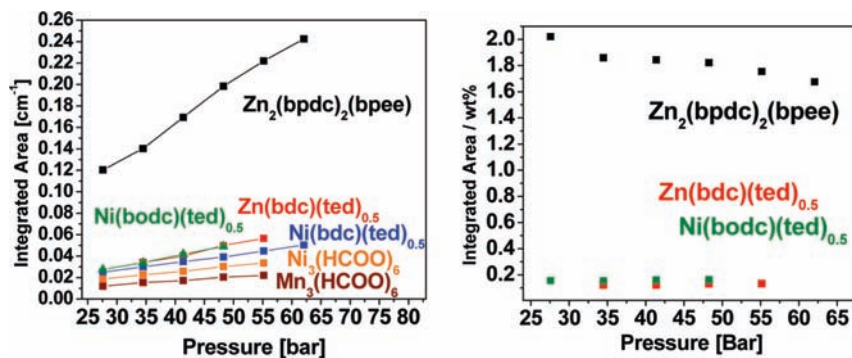 0.26
0.24
0.22
0.20
0.18
0.16
0.14
0.12
0.10
0.08
0.06
0.04
0.02
0.00
Integrated Area [cm⁻¹]
Zn₂(bpdc)₂(bpee)
Ni(bodc)(ted)₀.₅
Zn(bdc)(ted)₀.₅
Ni(bdc)(ted)₀.₅
Ni₃(HCOO)₆
Mn₃(HCOO)₆
25 30 35 40 45 50 55 60 65 70 75 80
Pressure [bar]
2.0
1.8
1.6
1.4
1.2
1.0
0.8
0.6
0.4
0.2
Integrated Area / wt%
Zn₂(bpdc)₂(bpee)
Zn(bdc)(ted)₀.₅
Ni(bodc)(ted)₀.₅
25 30 35 40 45 50 55 60 65
Pressure [Bar]